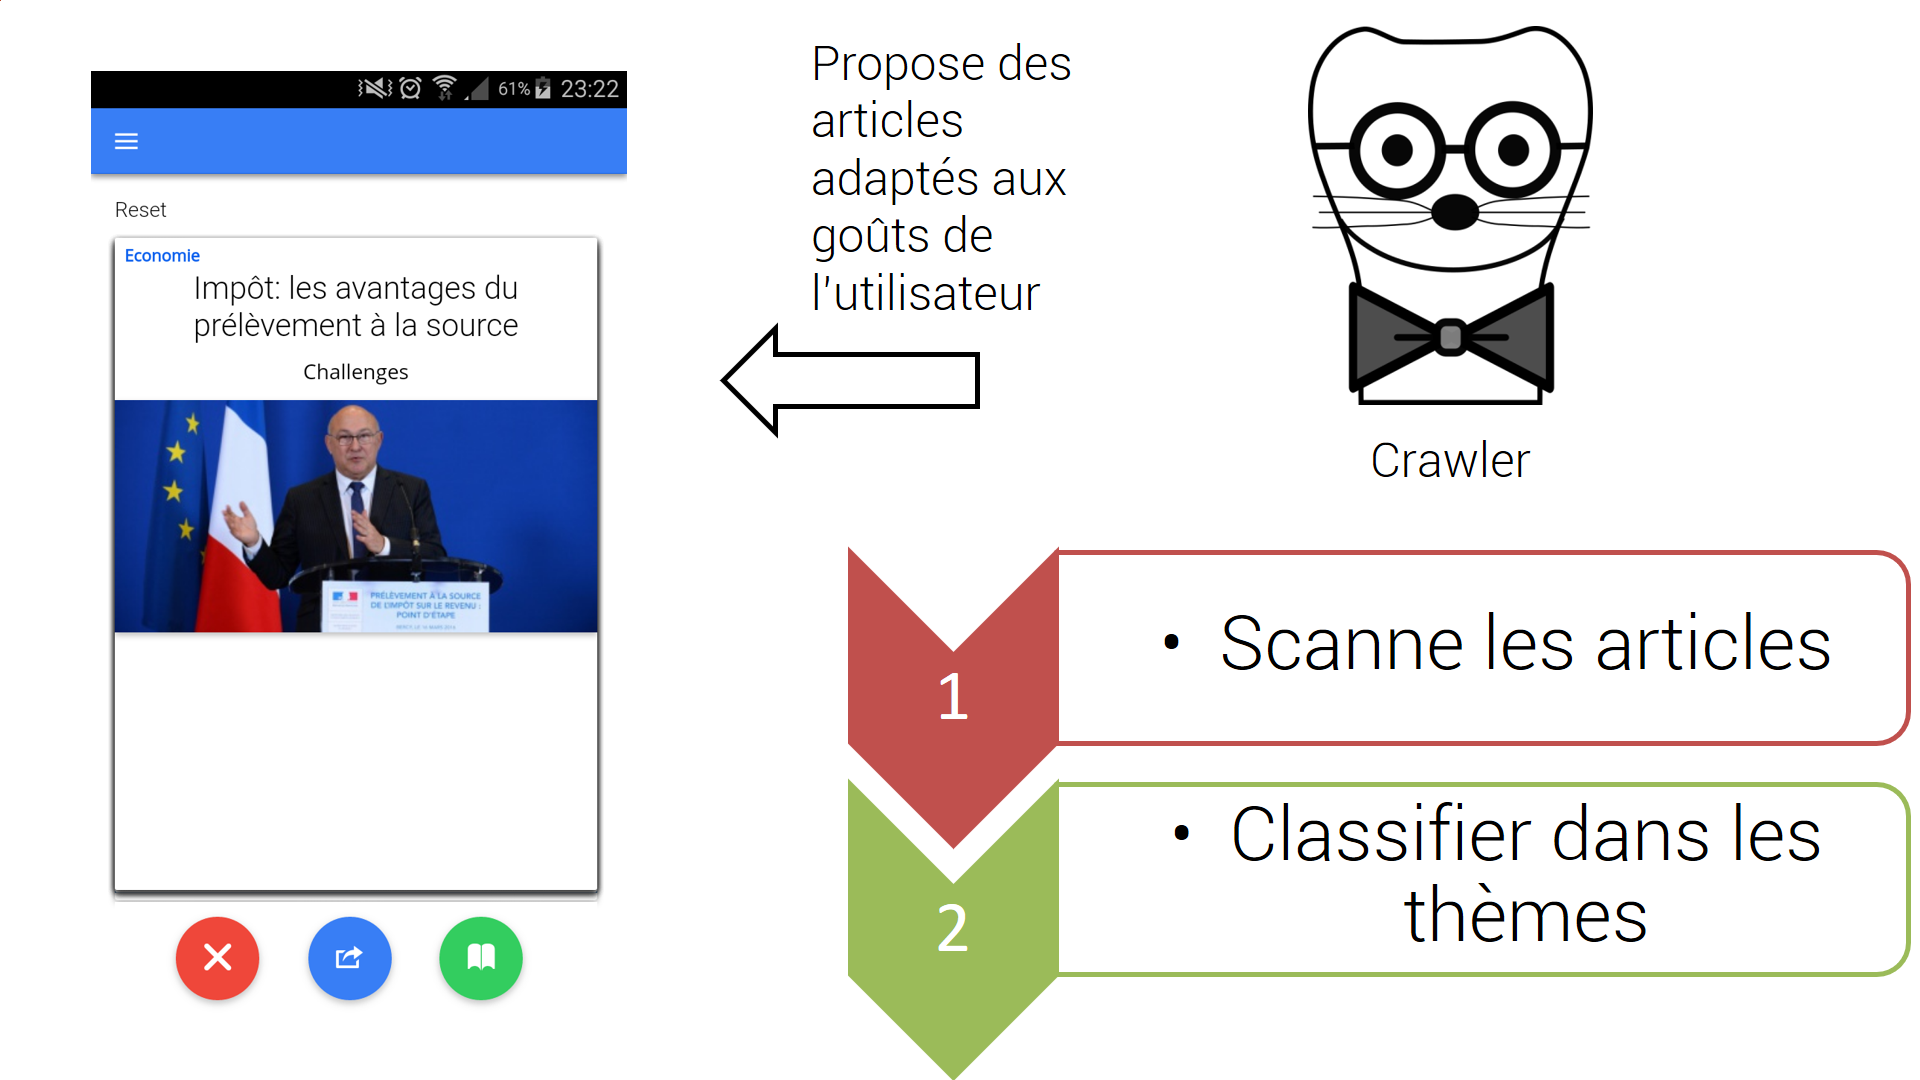 61% 23:22
Reset
Economie
Impôt: les avantages du
prélèvement à la source
Challenges
PRÉLÈVEMENT À LA SOURCE
DE L'IMPÔT SUR LE REVENU :
POINT D'ÉTAPE
Propose des
articles
adaptés aux
goûts de
l'utilisateur
Crawler
1
• Scanne les articles
2
• Classifier dans les
thèmes